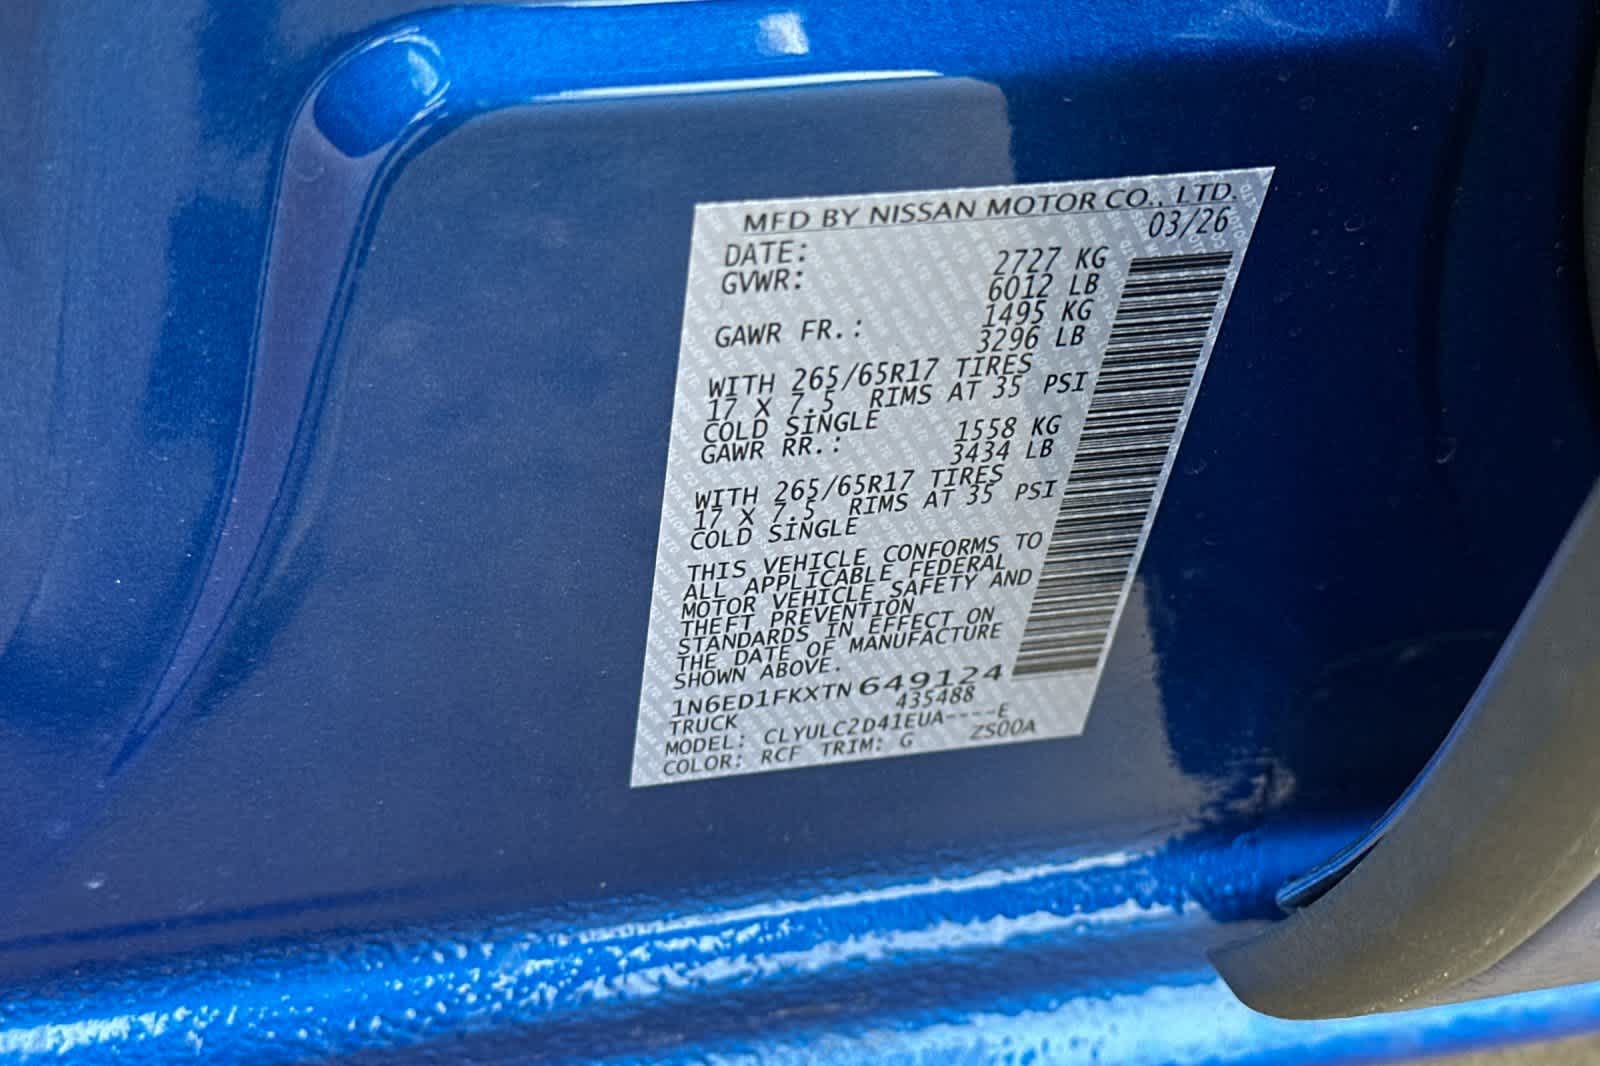 MFD BY NISSAN MOTOR CO., LTD.
DATE: 03/26
GVWR: 2727 KG
6012 LB
GAWR FR.: 1495 KG
3296 LB
WITH 265/65R17 TIRES
17 X 7.5 RIMS AT 35 PSI
COLD SINGLE
GAWR RR.: 1558 KG
3434 LB
WITH 265/65R17 TIRES
17 X 7.5 RIMS AT 35 PSI
COLD SINGLE
THIS VEHICLE CONFORMS TO
ALL APPLICABLE FEDERAL
MOTOR VEHICLE SAFETY AND
THEFT PREVENTION
STANDARDS IN EFFECT ON
THE DATE OF MANUFACTURE
SHOWN ABOVE.
1N6ED1FKXTN649124
TRUCK 435488
MODEL: CLYULC2D41EUA----E
COLOR: RCF TRIM: G ZS00A